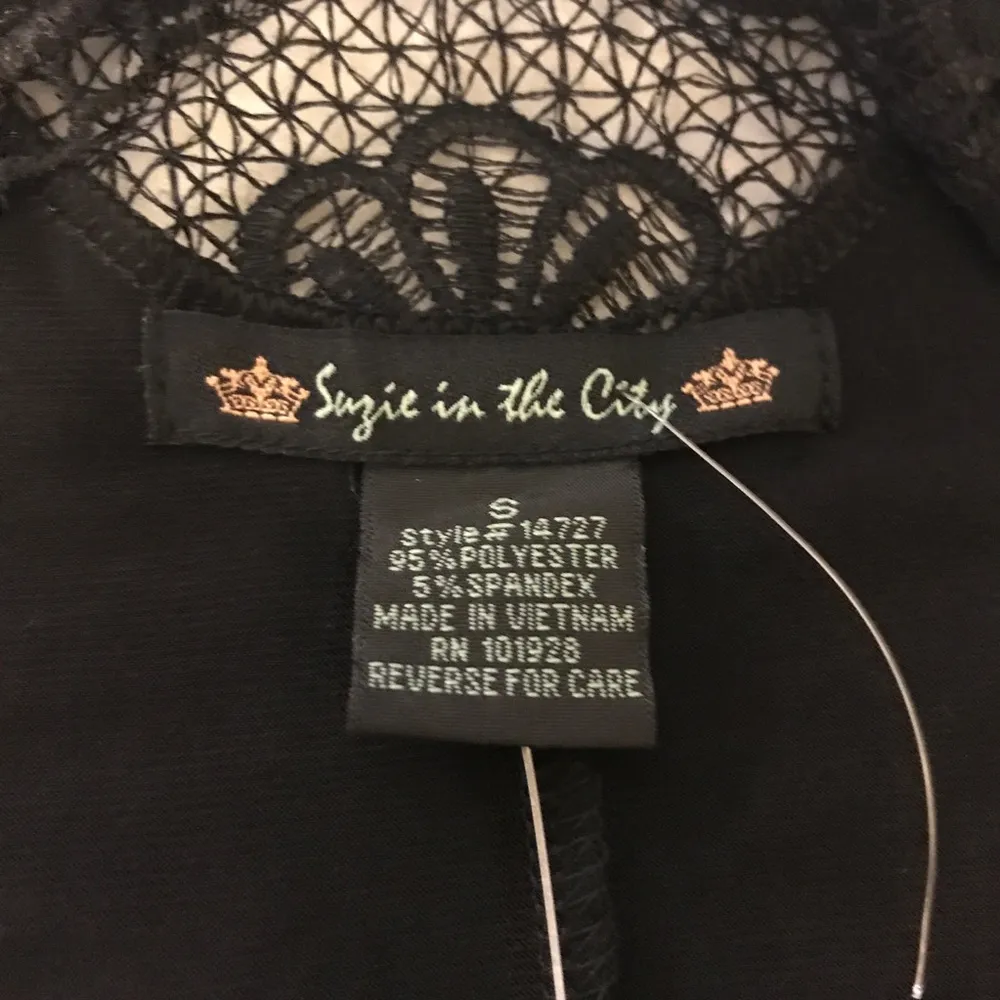 Suzie in the City
S
Style# 14727
95%POLYESTER
5%SPANDEX
MADE IN VIETNAM
RN 101928
REVERSE FOR CARE